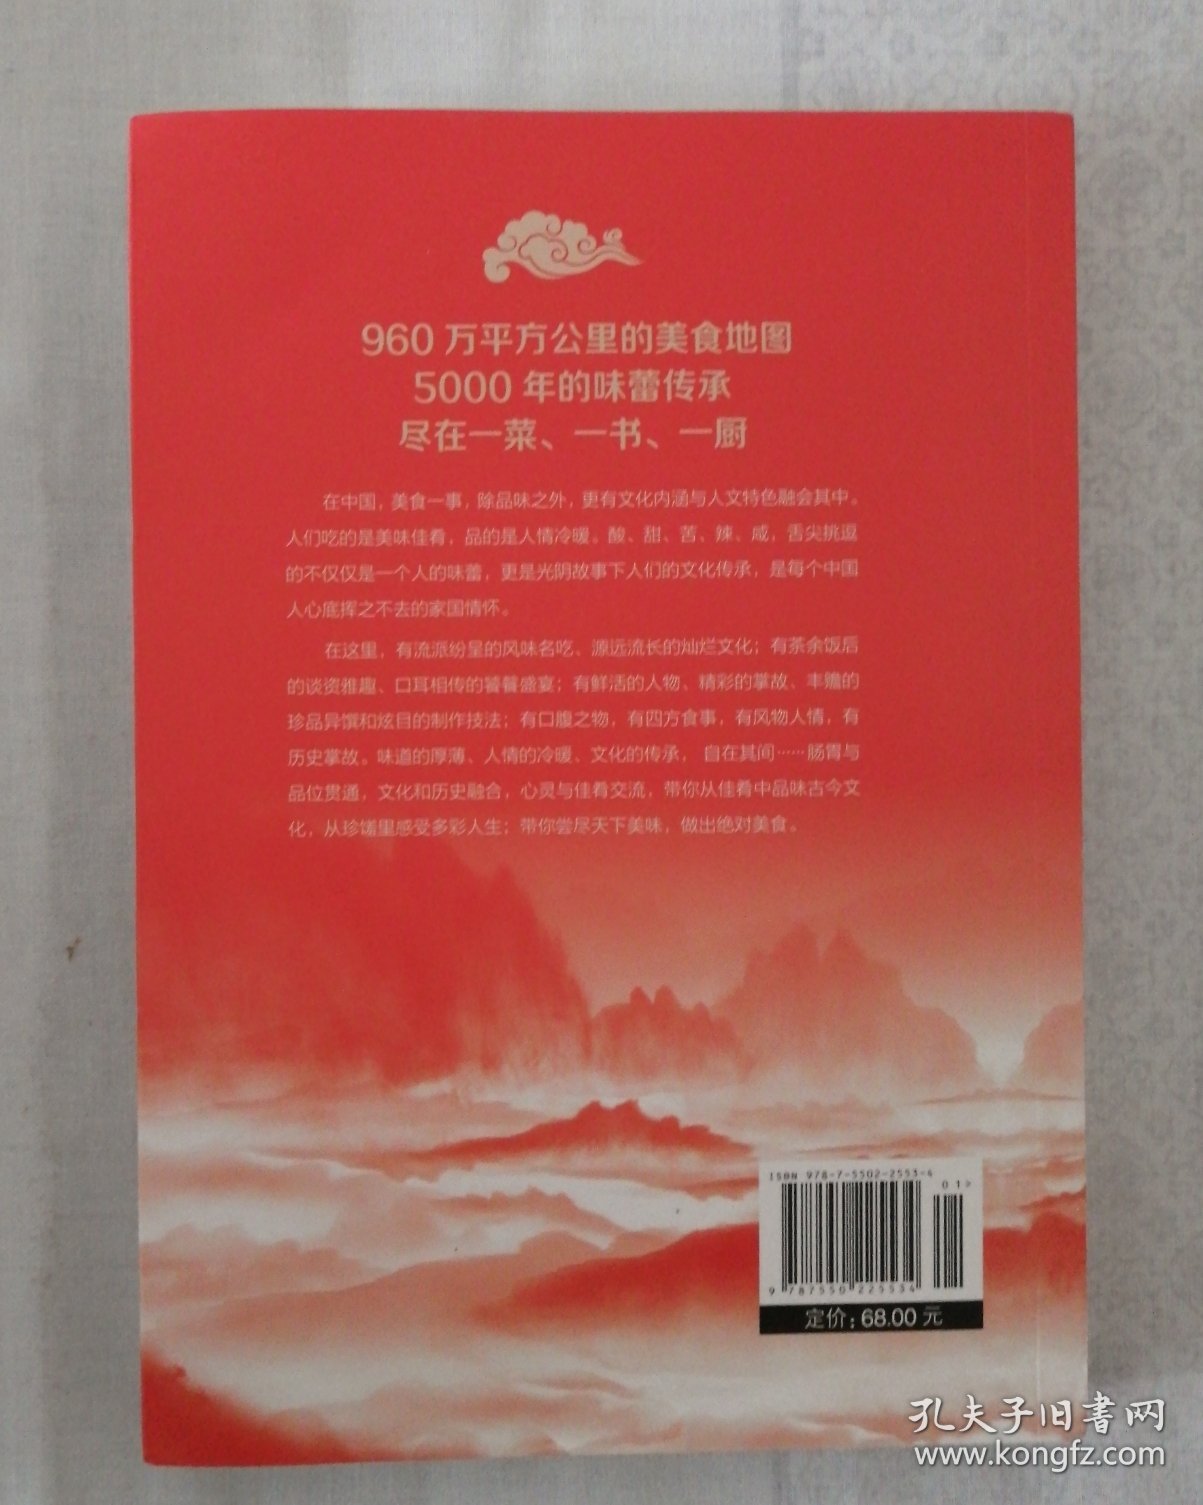 960 万平方公里的美食地图
5000 年的味蕾传承
尽在一菜、一书、一厨
在中国，美食一事，除品味之外，更有文化内涵与人文特色融会其中。
人们吃的是美味佳肴，品的是人情冷暖。酸、甜、苦、辣、咸，舌尖挑逗
的不仅仅是一个人的味蕾，更是光阴故事下人们的文化传承，是每个中国
人心底挥之不去的家国情怀。
在这里，有流派纷呈的风味名吃、源远流长的灿烂文化；有茶余饭后
的谈资雅趣、口耳相传的饕餮盛宴；有鲜活的人物、精彩的掌故、丰赡的
珍品异馔和炫目的制作技法；有口腹之物，有四方食事，有风物人情，有
历史掌故。味道的厚薄、人情的冷暖、文化的传承， 自在其间……肠胃与
品位贯通，文化和历史融合，心灵与佳肴交流，带你从佳肴中品味古今文
化，从珍馐里感受多彩人生；带你尝尽天下美味，做出绝对美食。
ISBN 978-7-5502-2553-4
01>
9 787550 225534
定价：68.00 元
孔夫子旧书网
www.kongfz.com